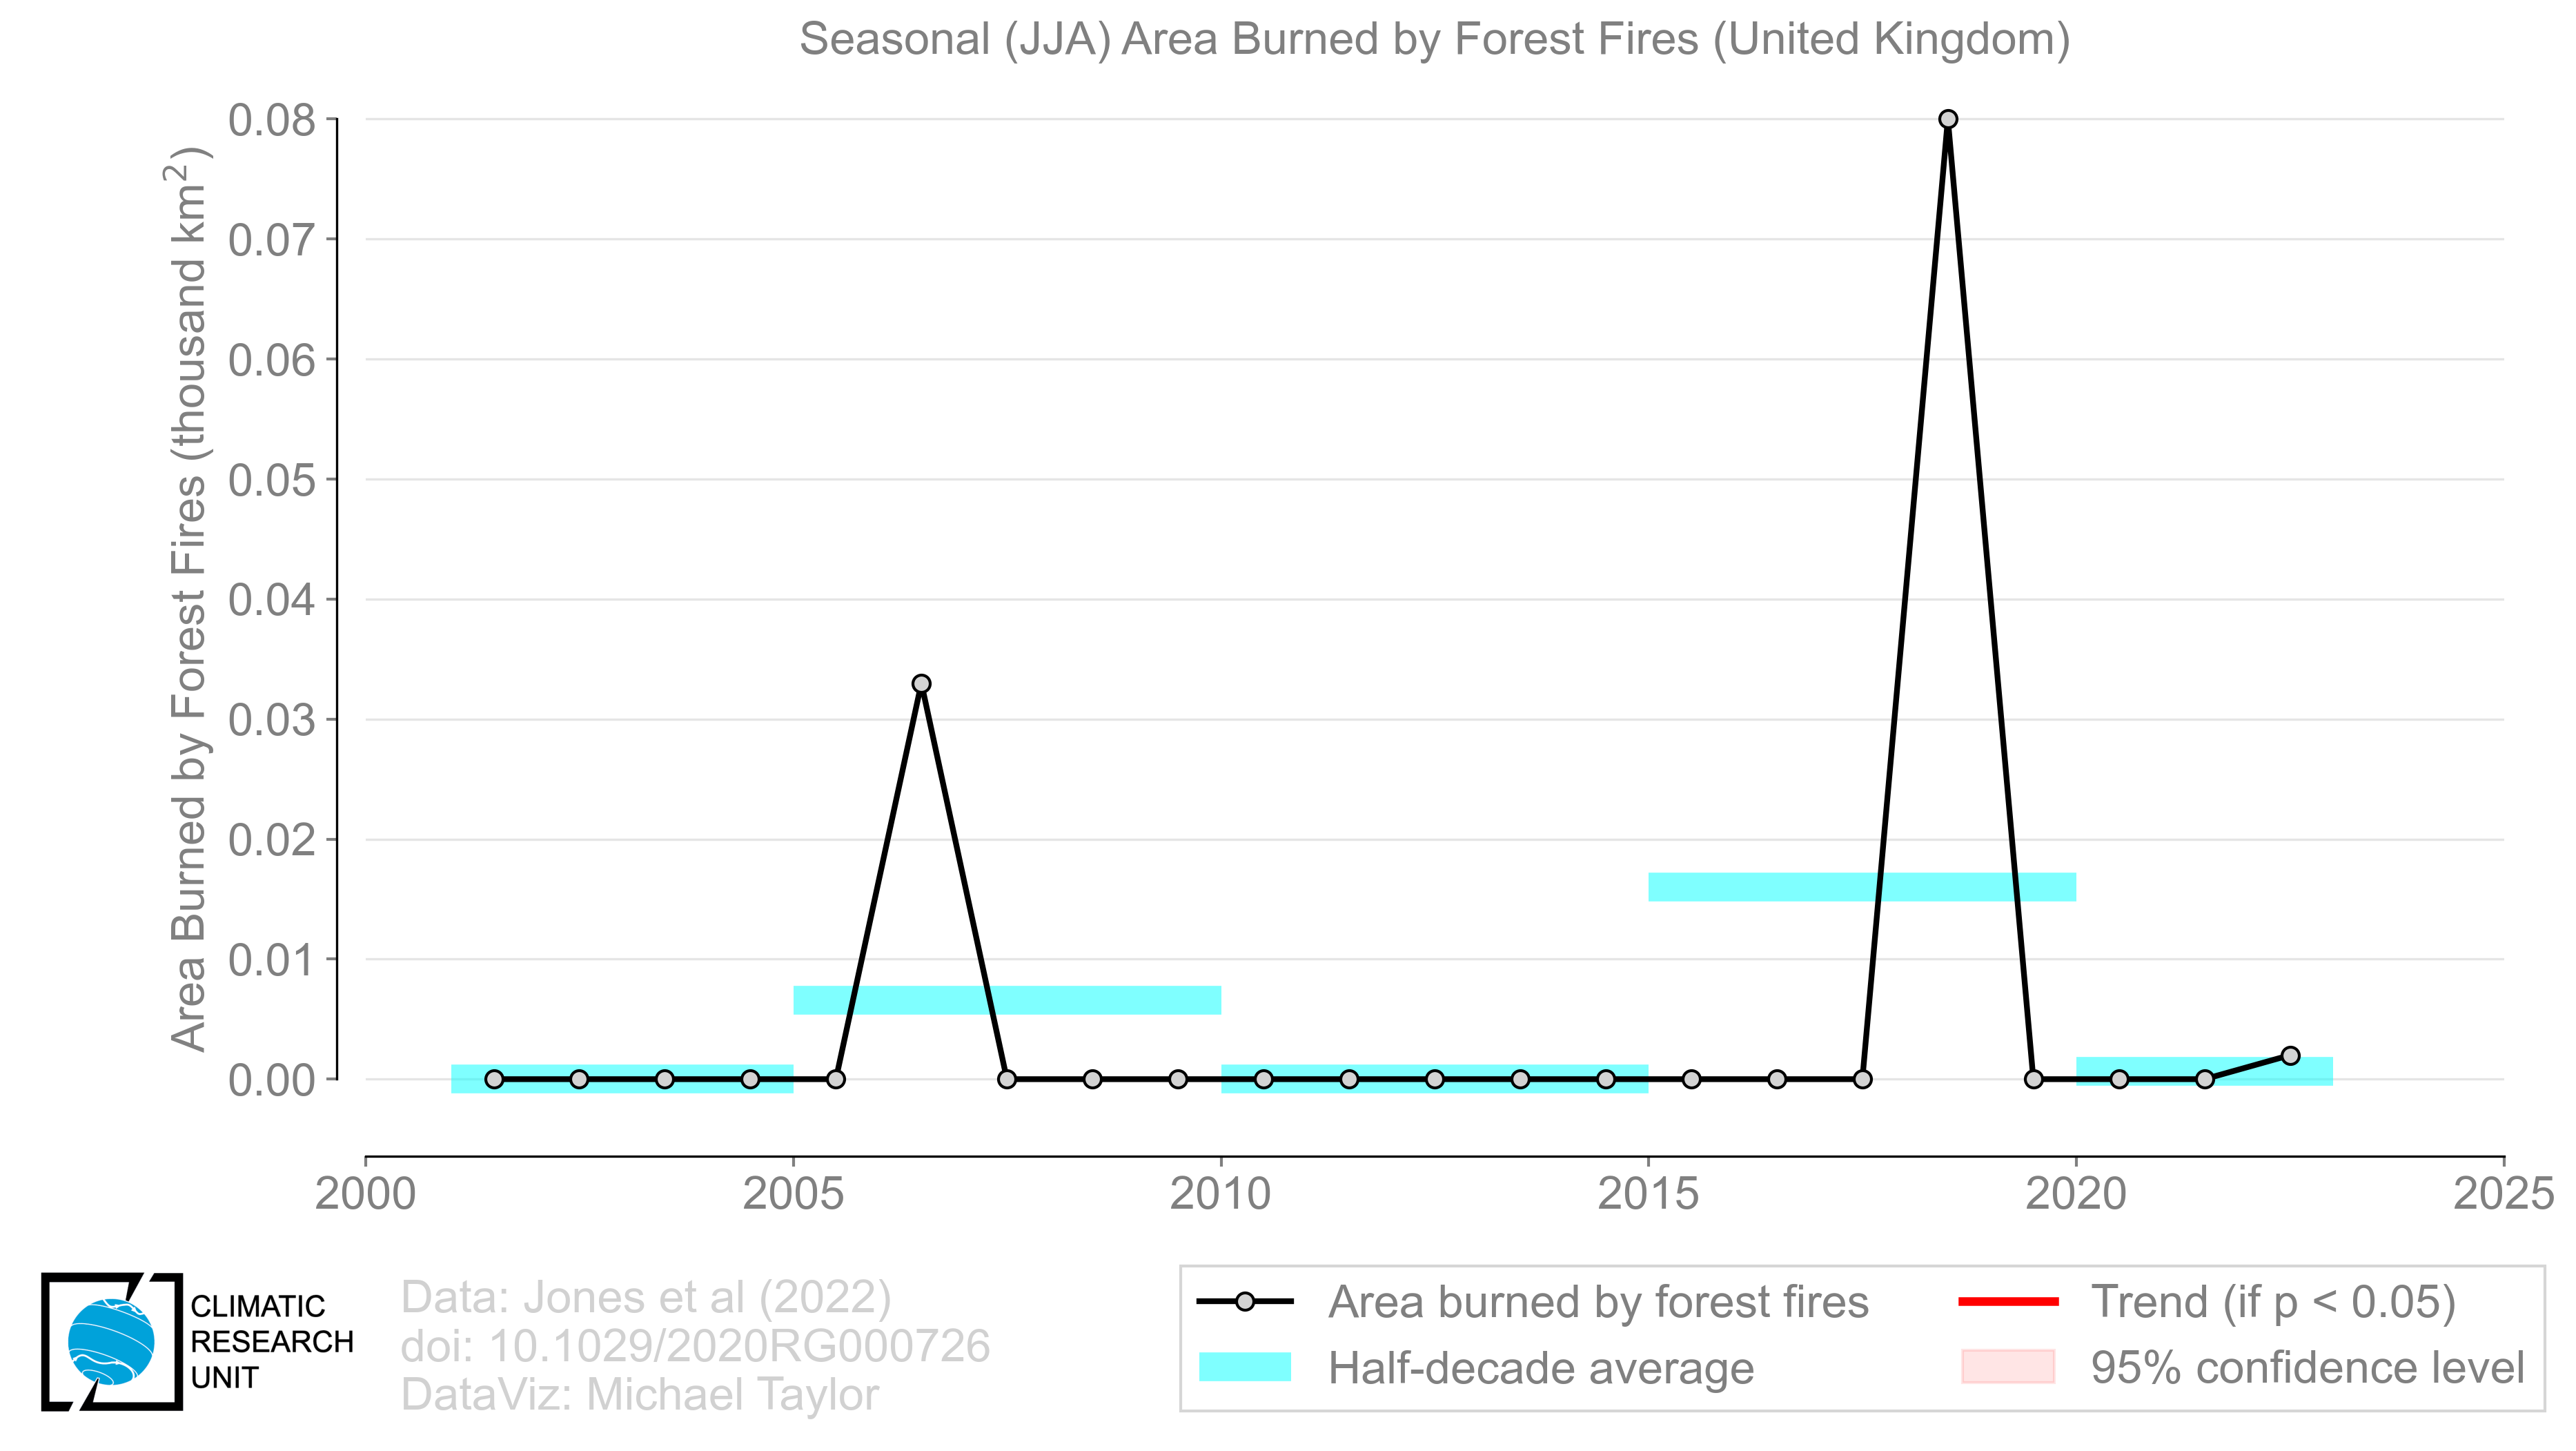 Seasonal (JJA) Area Burned by Forest Fires (United Kingdom)
Area Burned by Forest Fires (thousand km²)
0.08
0.07
0.06
0.05
0.04
0.03
0.02
0.01
0.00
2000 2005 2010 2015 2020 2025
CLIMATIC
RESEARCH
UNIT
Data: Jones et al (2022)
doi: 10.1029/2020RG000726
DataViz: Michael Taylor
Area burned by forest fires
Half-decade average
Trend (if p < 0.05)
95% confidence level